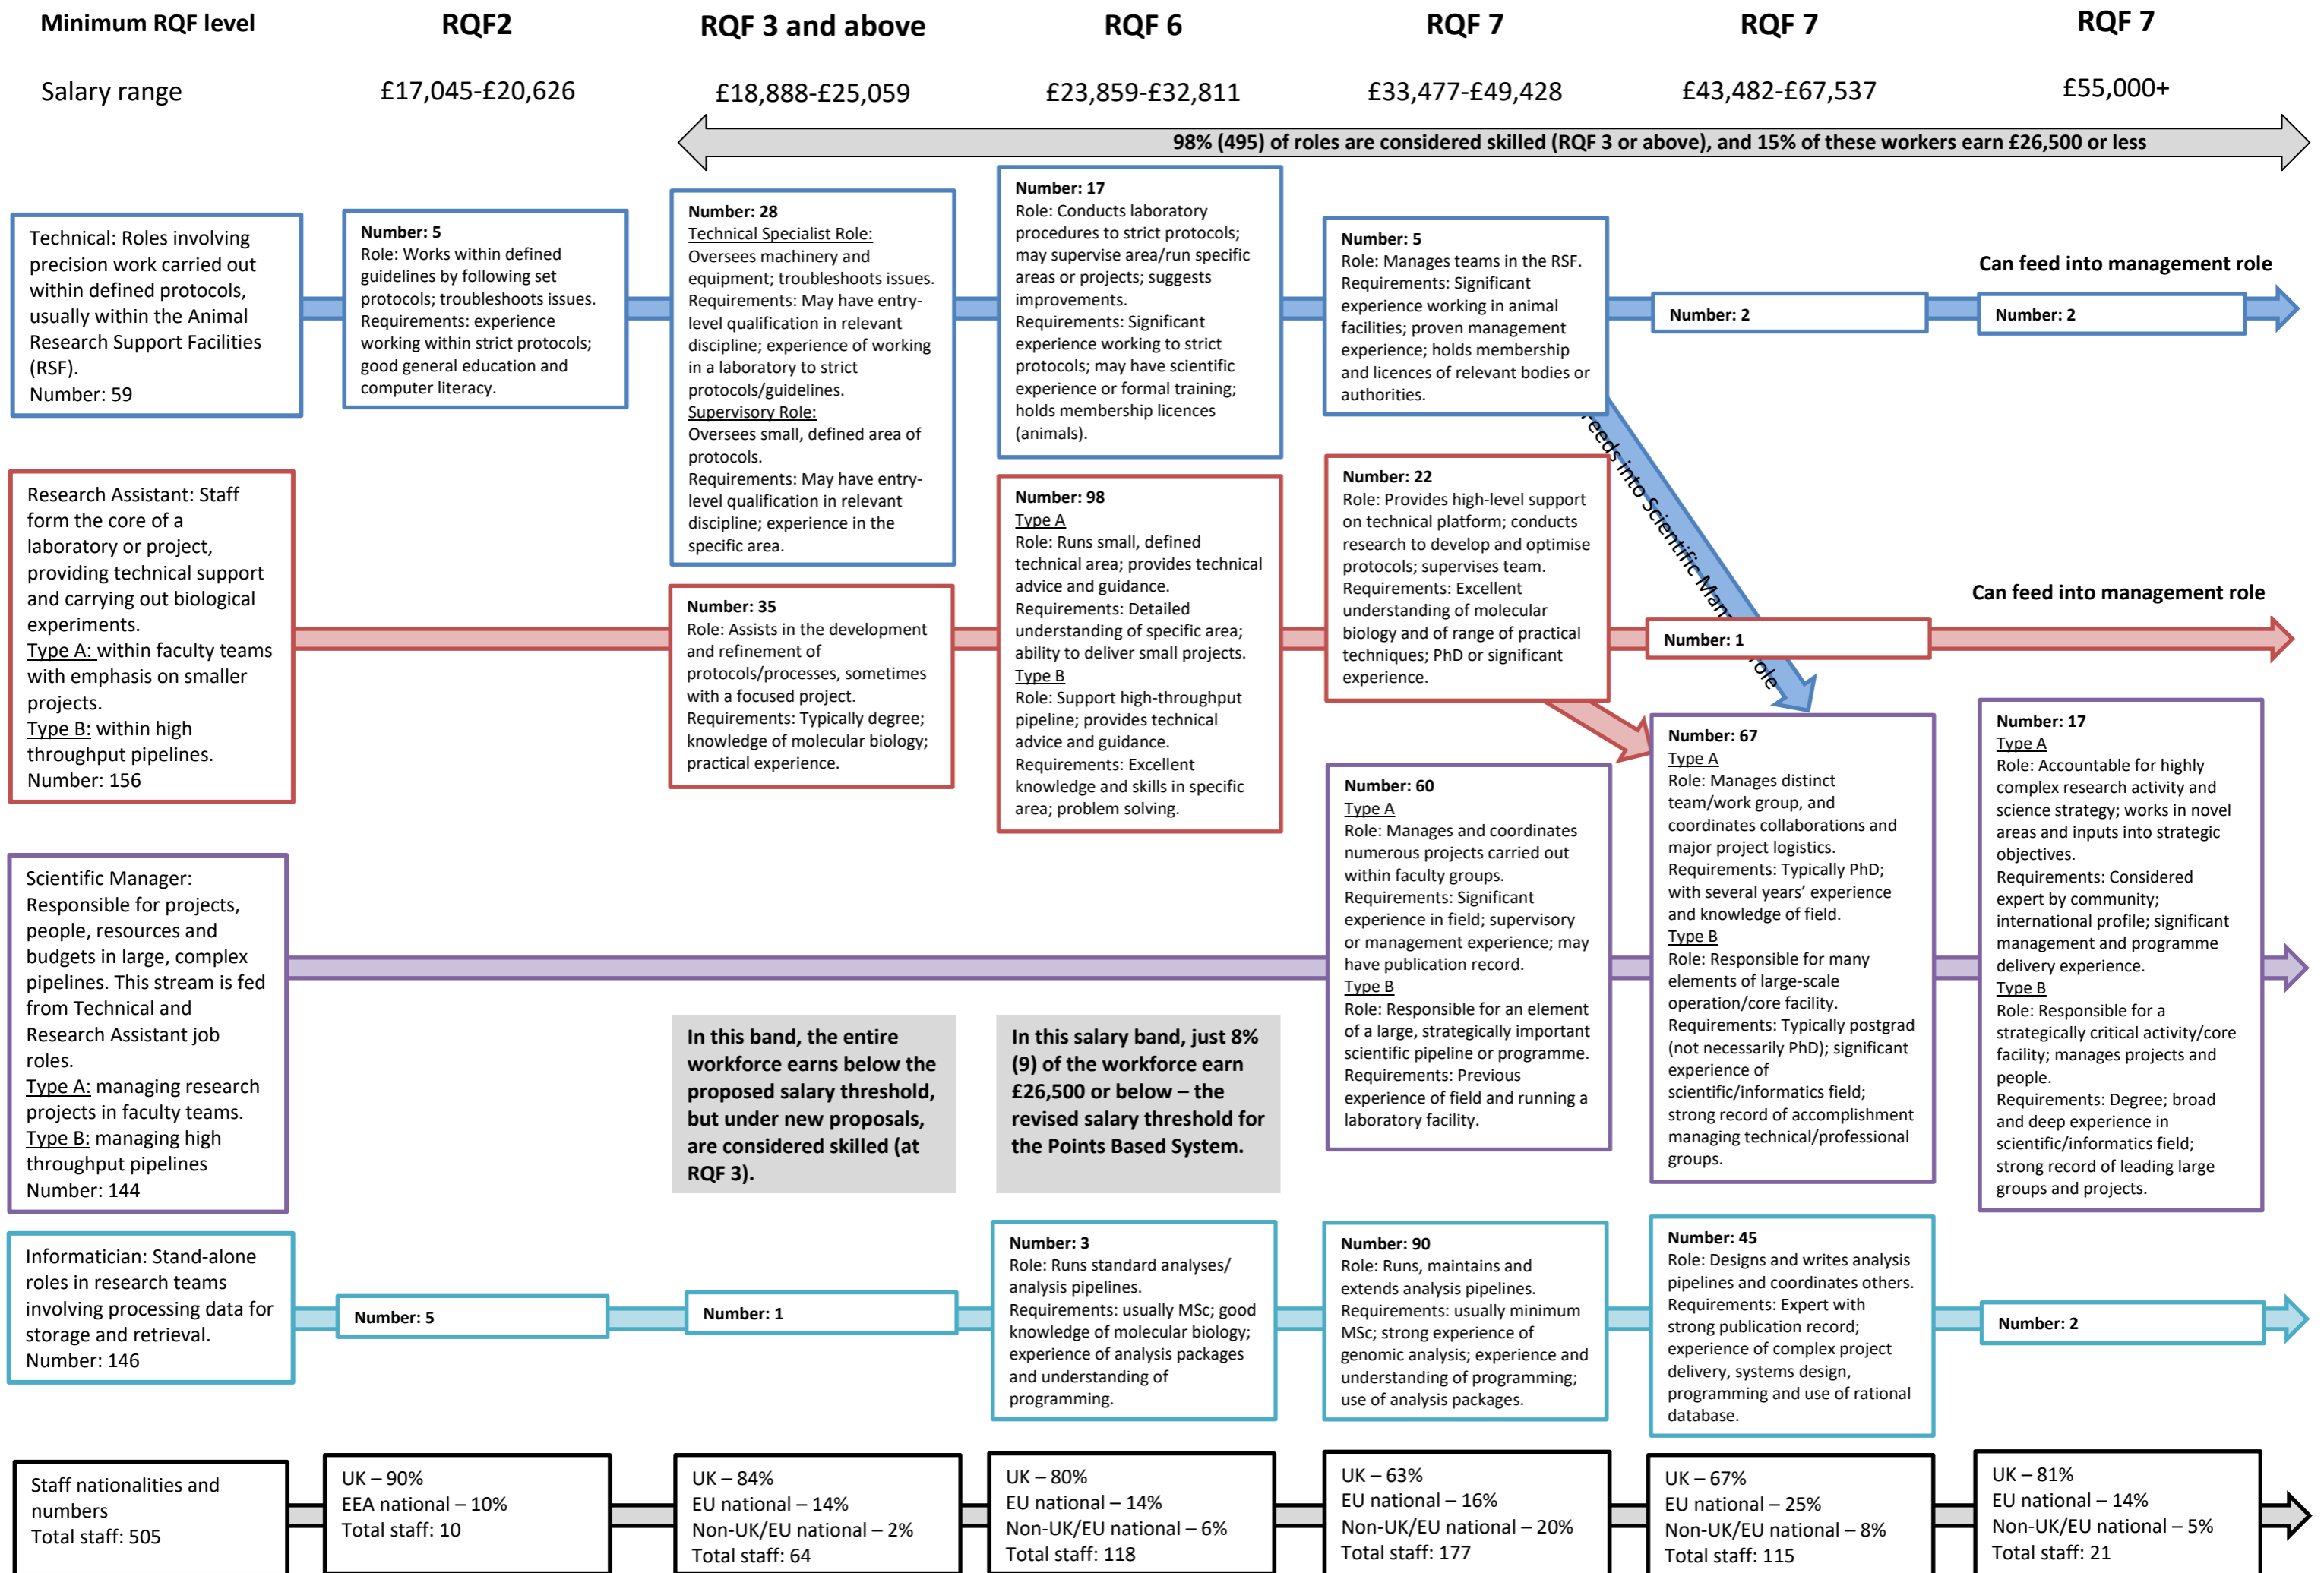 Minimum RQF level
RQF2
RQF 3 and above
RQF 6
RQF 7
RQF 7
RQF 7
Salary range
£17,045-£20,626
£18,888-£25,059
£23,859-£32,811
£33,477-£49,428
£43,482-£67,537
£55,000+
98% (495) of roles are considered skilled (RQF 3 or above), and 15% of these workers earn £26,500 or less
Technical: Roles involving
precision work carried out
within defined protocols,
usually within the Animal
Research Support Facilities
(RSF).
Number: 59
Number: 5
Role: Works within defined
guidelines by following set
protocols; troubleshoots issues.
Requirements: experience
working within strict protocols;
good general education and
computer literacy.
Number: 28
Technical Specialist Role:
Oversees machinery and
equipment; troubleshoots issues.
Requirements: May have entry-
level qualification in relevant
discipline; experience of working
in a laboratory to strict
protocols/guidelines.
Supervisory Role:
Oversees small, defined area of
protocols.
Requirements: May have entry-
level qualification in relevant
discipline; experience in the
specific area.
Number: 17
Role: Conducts laboratory
procedures to strict protocols;
may supervise area/run specific
areas or projects; suggests
improvements.
Requirements: Significant
experience working to strict
protocols; may have scientific
experience or formal training;
holds membership licences
(animals).
Number: 5
Role: Manages teams in the RSF.
Requirements: Significant
experience working in animal
facilities; proven management
experience; holds membership
and licences of relevant bodies or
authorities.
Number: 2
Can feed into management role
Number: 2
Feeds into Scientific Man role
Research Assistant: Staff
form the core of a
laboratory or project,
providing technical support
and carrying out biological
experiments.
Type A: within faculty teams
with emphasis on smaller
projects.
Type B: within high
throughput pipelines.
Number: 156
Number: 35
Role: Assists in the development
and refinement of
protocols/processes, sometimes
with a focused project.
Requirements: Typically degree;
knowledge of molecular biology;
practical experience.
Number: 98
Type A
Role: Runs small, defined
technical area; provides technical
advice and guidance.
Requirements: Detailed
understanding of specific area;
ability to deliver small projects.
Type B
Role: Support high-throughput
pipeline; provides technical
advice and guidance.
Requirements: Excellent
knowledge and skills in specific
area; problem solving.
Number: 22
Role: Provides high-level support
on technical platform; conducts
research to develop and optimise
protocols; supervises team.
Requirements: Excellent
understanding of molecular
biology and of range of practical
techniques; PhD or significant
experience.
Number: 1
Can feed into management role
Scientific Manager:
Responsible for projects,
people, resources and
budgets in large, complex
pipelines. This stream is fed
from Technical and
Research Assistant job
roles.
Type A: managing research
projects in faculty teams.
Type B: managing high
throughput pipelines
Number: 144
In this band, the entire
workforce earns below the
proposed salary threshold,
but under new proposals,
are considered skilled (at
RQF 3).
In this salary band, just 8%
(9) of the workforce earn
£26,500 or below – the
revised salary threshold for
the Points Based System.
Number: 60
Type A
Role: Manages and coordinates
numerous projects carried out
within faculty groups.
Requirements: Significant
experience in field; supervisory
or management experience; may
have publication record.
Type B
Role: Responsible for an element
of a large, strategically important
scientific pipeline or programme.
Requirements: Previous
experience of field and running a
laboratory facility.
Number: 67
Type A
Role: Manages distinct
team/work group, and
coordinates collaborations and
major project logistics.
Requirements: Typically PhD;
with several years’ experience
and knowledge of field.
Type B
Role: Responsible for many
elements of large-scale
operation/core facility.
Requirements: Typically postgrad
(not necessarily PhD); significant
experience of
scientific/informatics field;
strong record of accomplishment
managing technical/professional
groups.
Number: 17
Type A
Role: Accountable for highly
complex research activity and
science strategy; works in novel
areas and inputs into strategic
objectives.
Requirements: Considered
expert by community;
international profile; significant
management and programme
delivery experience.
Type B
Role: Responsible for a
strategically critical activity/core
facility; manages projects and
people.
Requirements: Degree; broad
and deep experience in
scientific/informatics field;
strong record of leading large
groups and projects.
Informatician: Stand-alone
roles in research teams
involving processing data for
storage and retrieval.
Number: 146
Number: 5
Number: 1
Number: 3
Role: Runs standard analyses/
analysis pipelines.
Requirements: usually MSc; good
knowledge of molecular biology;
experience of analysis packages
and understanding of
programming.
Number: 90
Role: Runs, maintains and
extends analysis pipelines.
Requirements: usually minimum
MSc; strong experience of
genomic analysis; experience and
understanding of programming;
use of analysis packages.
Number: 45
Role: Designs and writes analysis
pipelines and coordinates others.
Requirements: Expert with
strong publication record;
experience of complex project
delivery, systems design,
programming and use of rational
database.
Number: 2
Staff nationalities and
numbers
Total staff: 505
UK – 90%
EEA national – 10%
Total staff: 10
UK – 84%
EU national – 14%
Non-UK/EU national – 2%
Total staff: 64
UK – 80%
EU national – 14%
Non-UK/EU national – 6%
Total staff: 118
UK – 63%
EU national – 16%
Non-UK/EU national – 20%
Total staff: 177
UK – 67%
EU national – 25%
Non-UK/EU national – 8%
Total staff: 115
UK – 81%
EU national – 14%
Non-UK/EU national – 5%
Total staff: 21